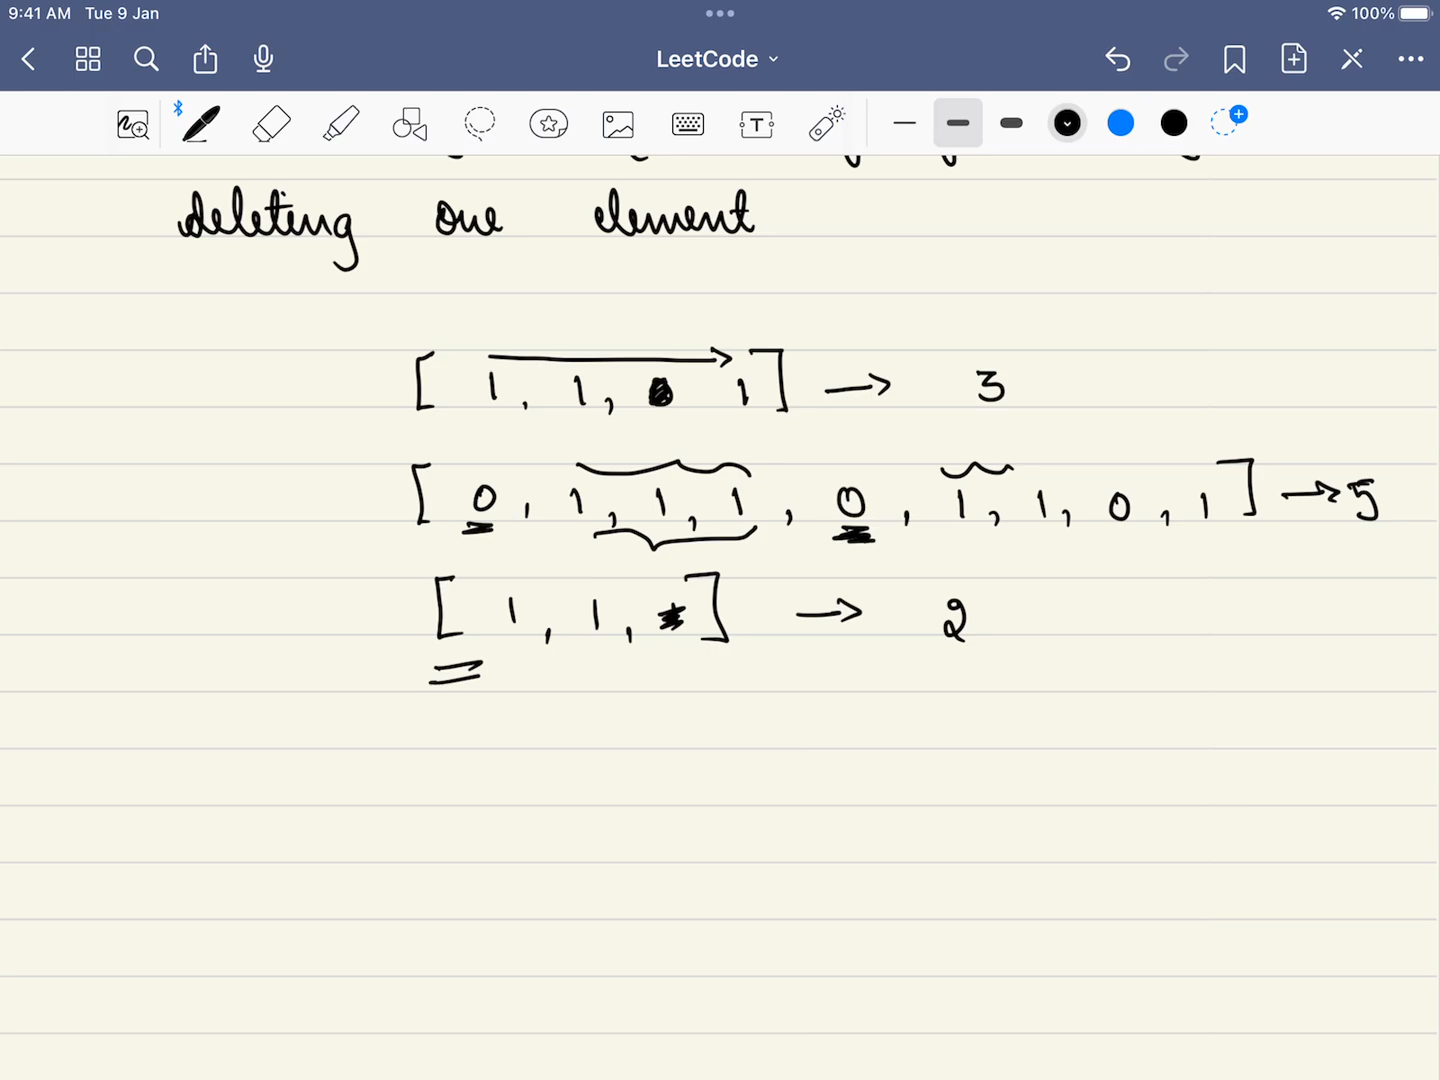 9:41 AM Tue 9 Jan 100%
LeetCode
T
deleting one element
[ 1, 1, 1] → 3
[ 0, 1, 1, 1, 0, 1, 1, 0, 1 ] → 5
[ 1, 1, ] → 2